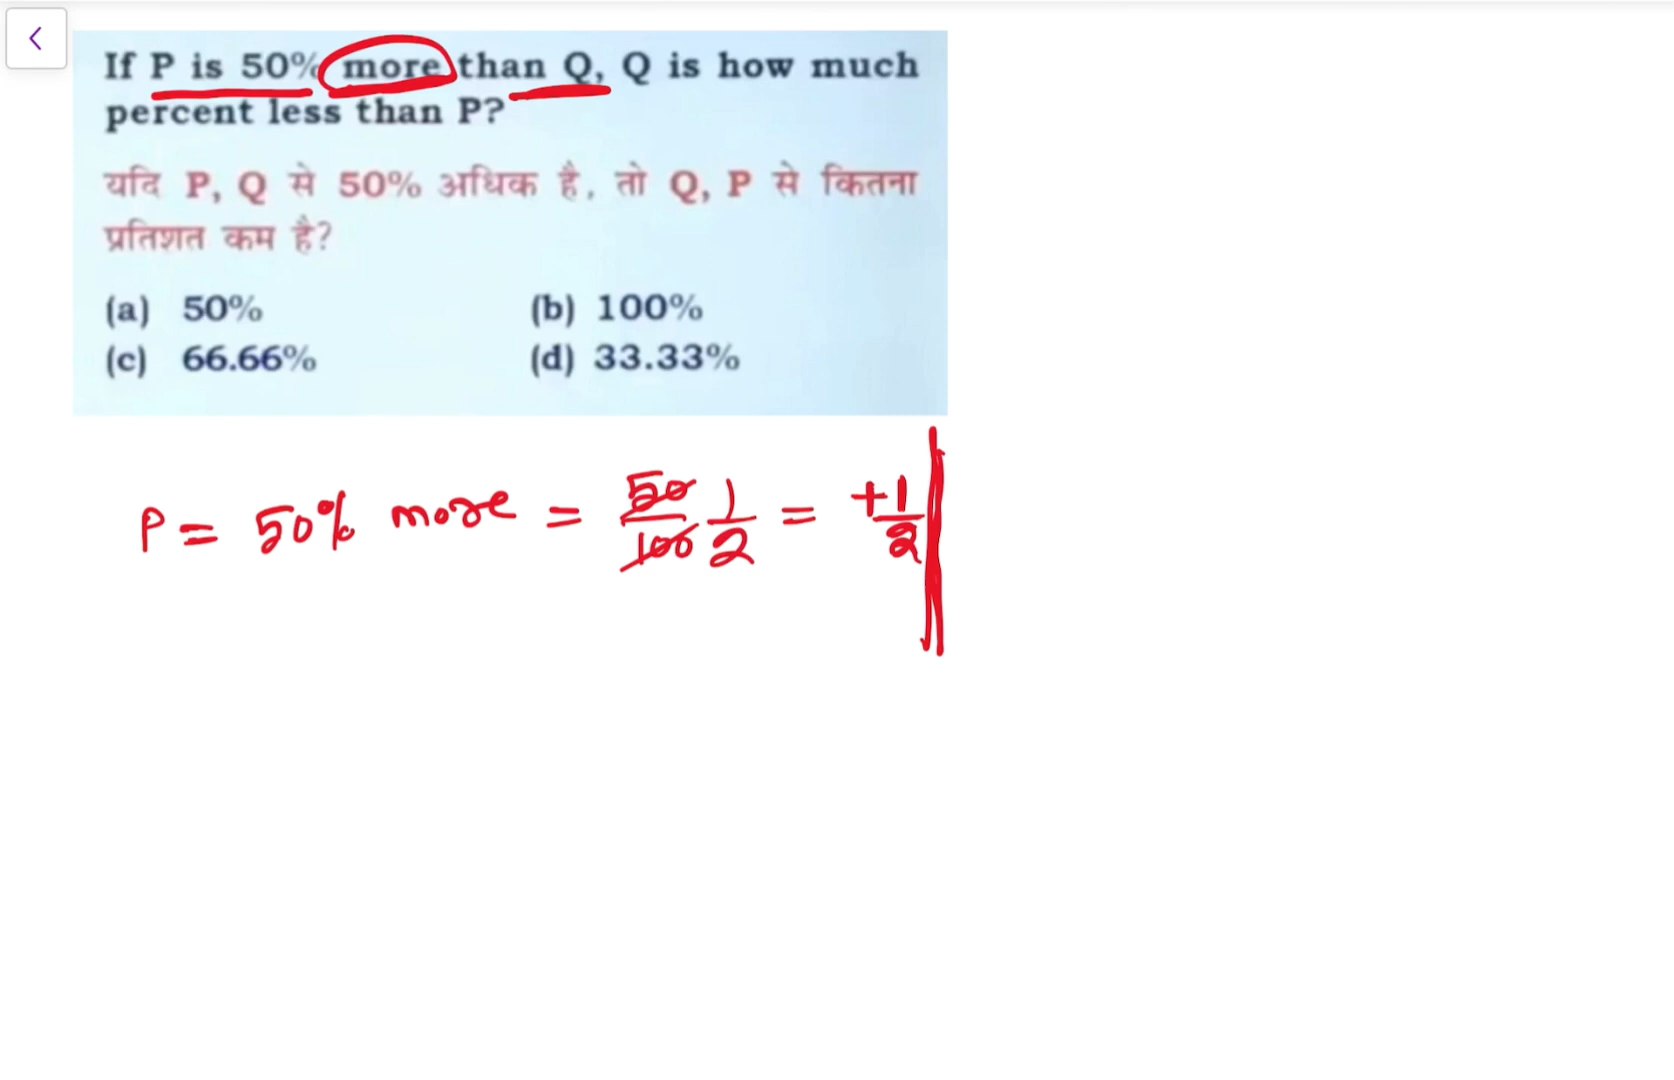 If P is 50% more than Q, Q is how much
percent less than P?
यदि P, Q से 50% अधिक है, तो Q, P से कितना
प्रतिशत कम है?
(a) 50% (b) 100%
(c) 66.66% (d) 33.33%
P = 50% more = 50/100 1/2 = +1/2